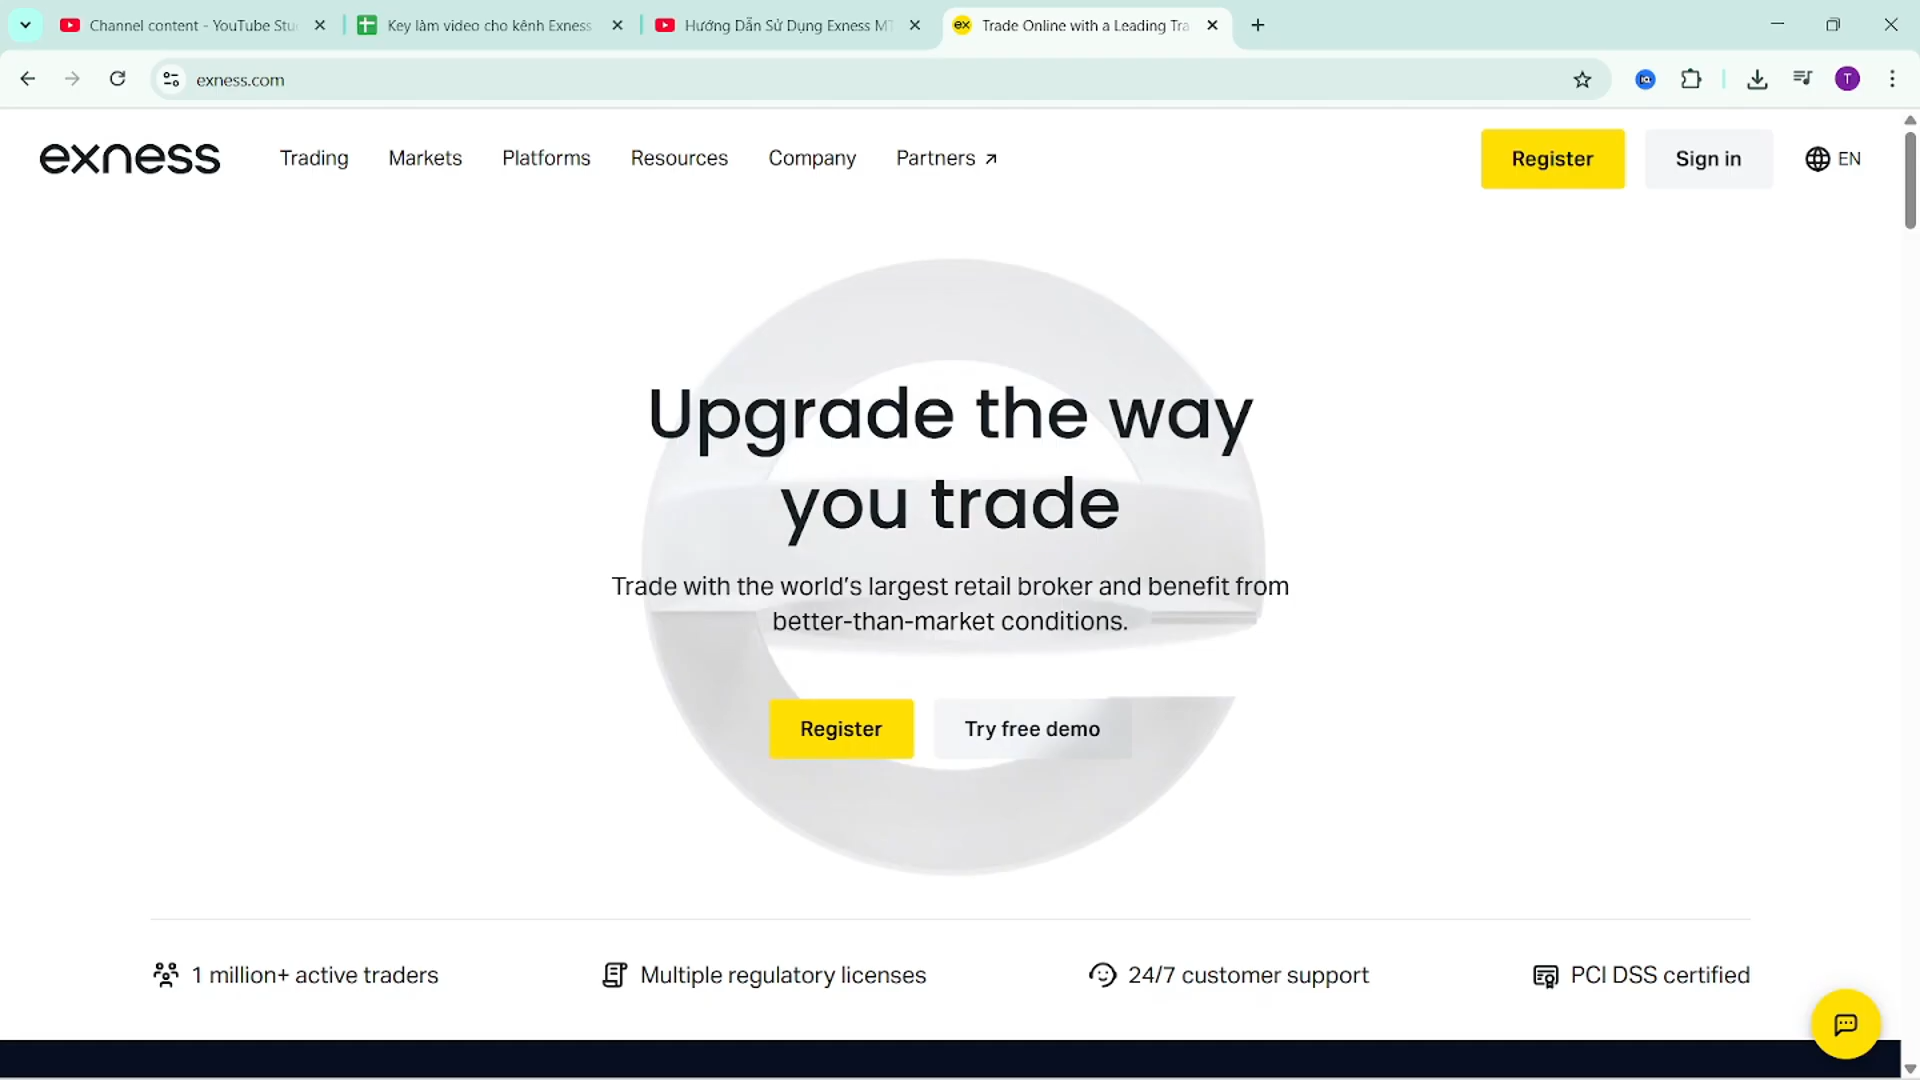 Channel content - YouTube Stu
Key làm video cho kênh Exness
Hướng Dẫn Sử Dụng Exness MT
Trade Online with a Leading Tra
exness.com
T
exness
Trading
Markets
Platforms
Resources
Company
Partners
Register
Sign in
EN
Upgrade the way
you trade
Trade with the world's largest retail broker and benefit from
better-than-market conditions.
Register
Try free demo
1 million+ active traders
Multiple regulatory licenses
24/7 customer support
PCI DSS certified